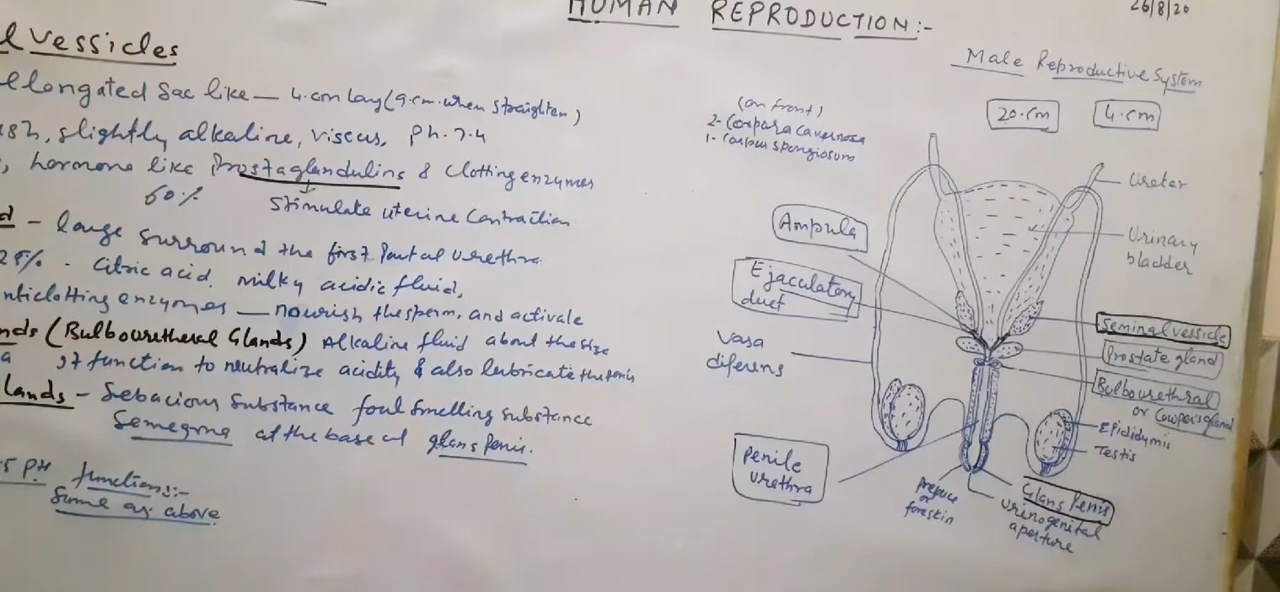 HUMAN REPRODUCTION:-
26/8/20
l vessicles
elongated Sac like — 4.cm long (9.cm. when straighten)
slightly alkaline, viscus, Ph. 7.4
, hormone like Prostaglandulins & Clotting enzymes
60%
Stimulate uterine Contraction
d - large surround the first Part of Urethra
25% - Citric acid, milky acidic fluid,
nticlotting enzymes — nourish the sperm, and activate
nds (Bulbouretheral Glands) Alkaline fluid about the size
a function to neutralize acidity & also lubricate the penis
lands - Sebacious Substance foul smelling substance
Semegma at the base of glans penis.
5 PH functions:-
Same as above
Male Reproductive System
20.cm
4.cm
(on front)
2- Corpara cavernosa
1- Corpus spongiosum
Ureter
Urinary
bladder
Ampula
Ejaculatory
duct
Vasa
diferens
Seminal vessicle
Prostate gland
Bulbourethral
or Cowper's gland
Epididymis
Testis
Penile
urethra
Prepuce
or
foreskin
Glans Penis
Urinogenital
aperture